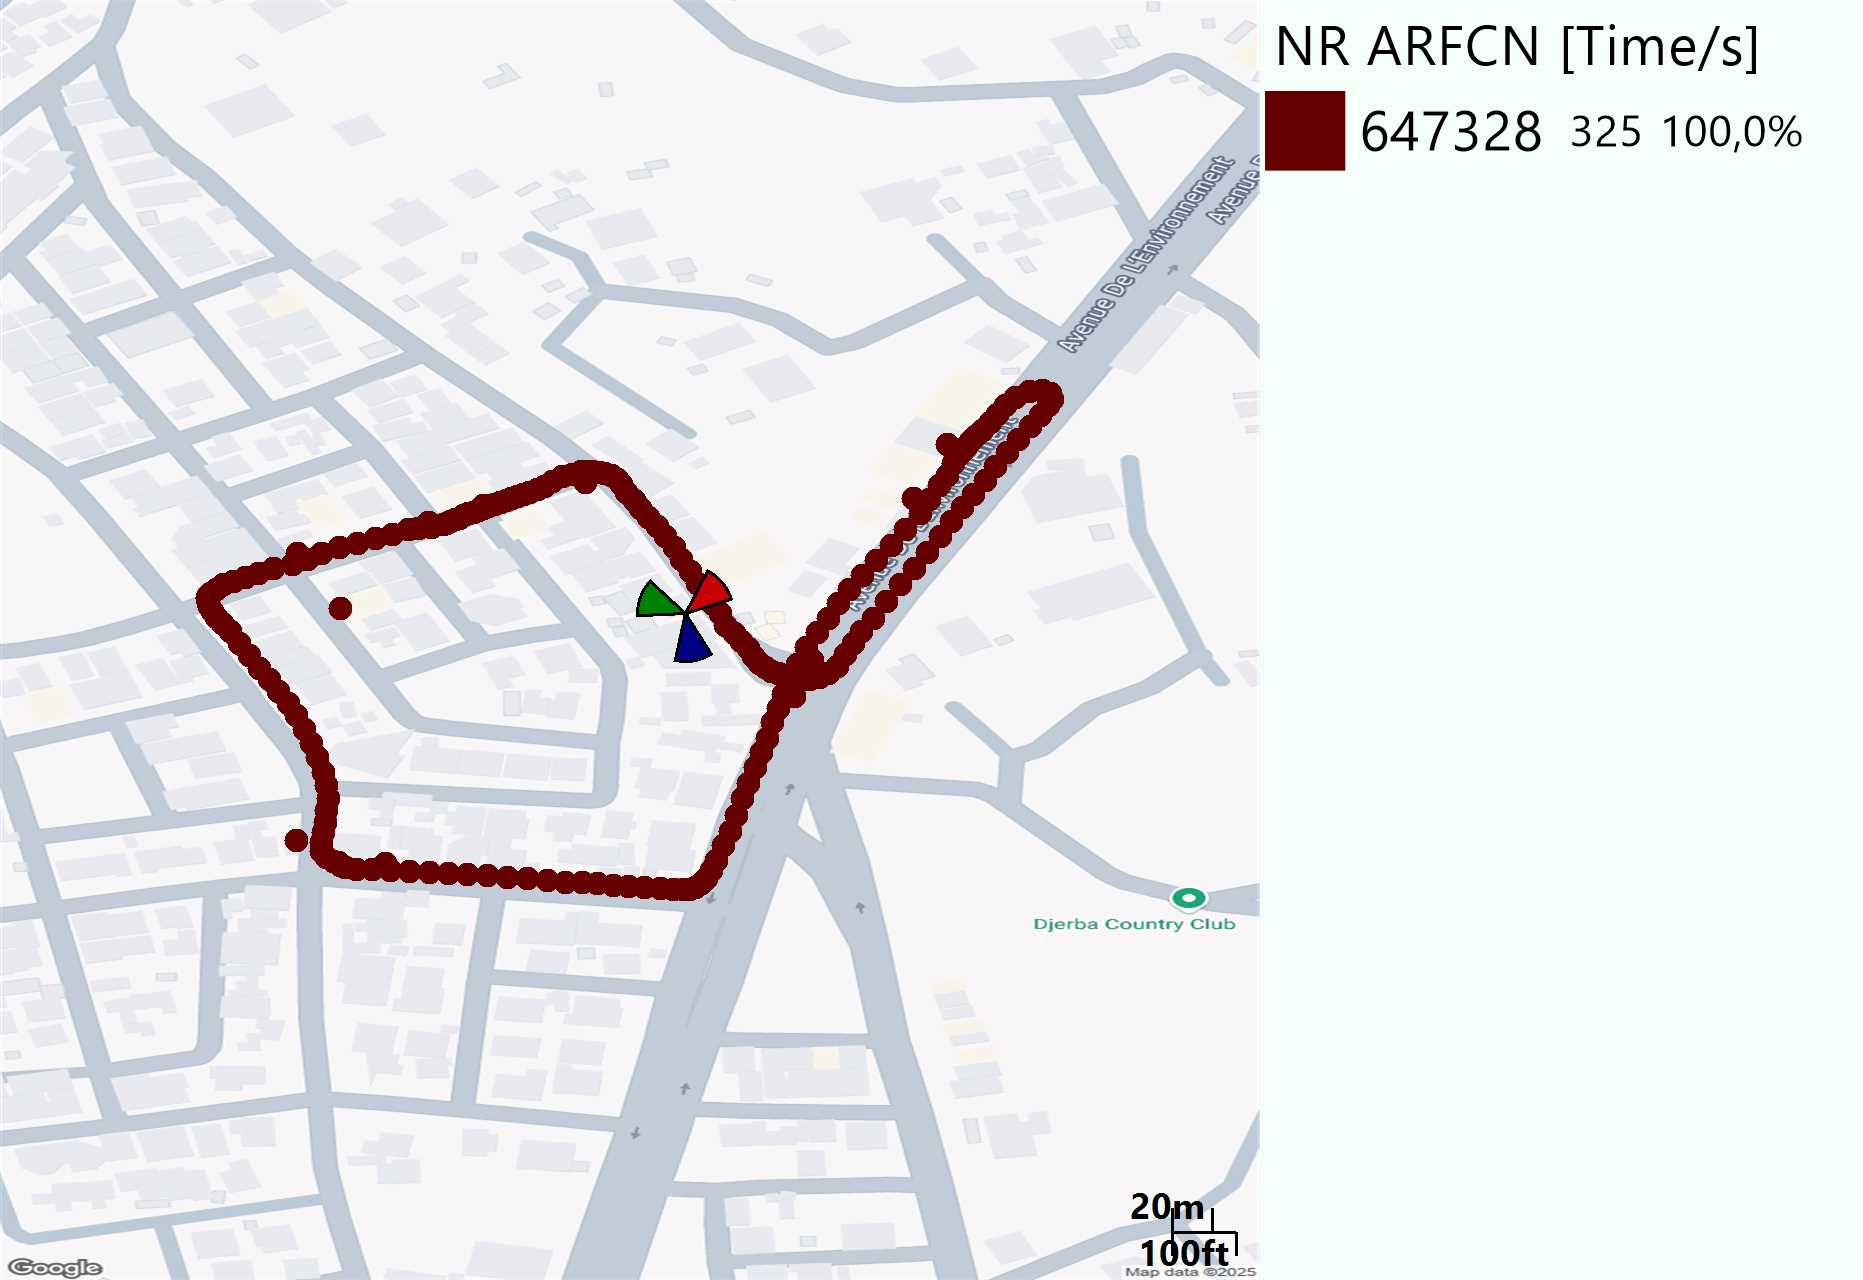 NR ARFCN [Time/s]
647328 325 100,0%
Avenue De L'Environnement
Avenue
Djerba Country Club
20m
100ft
Google
Map data ©2025